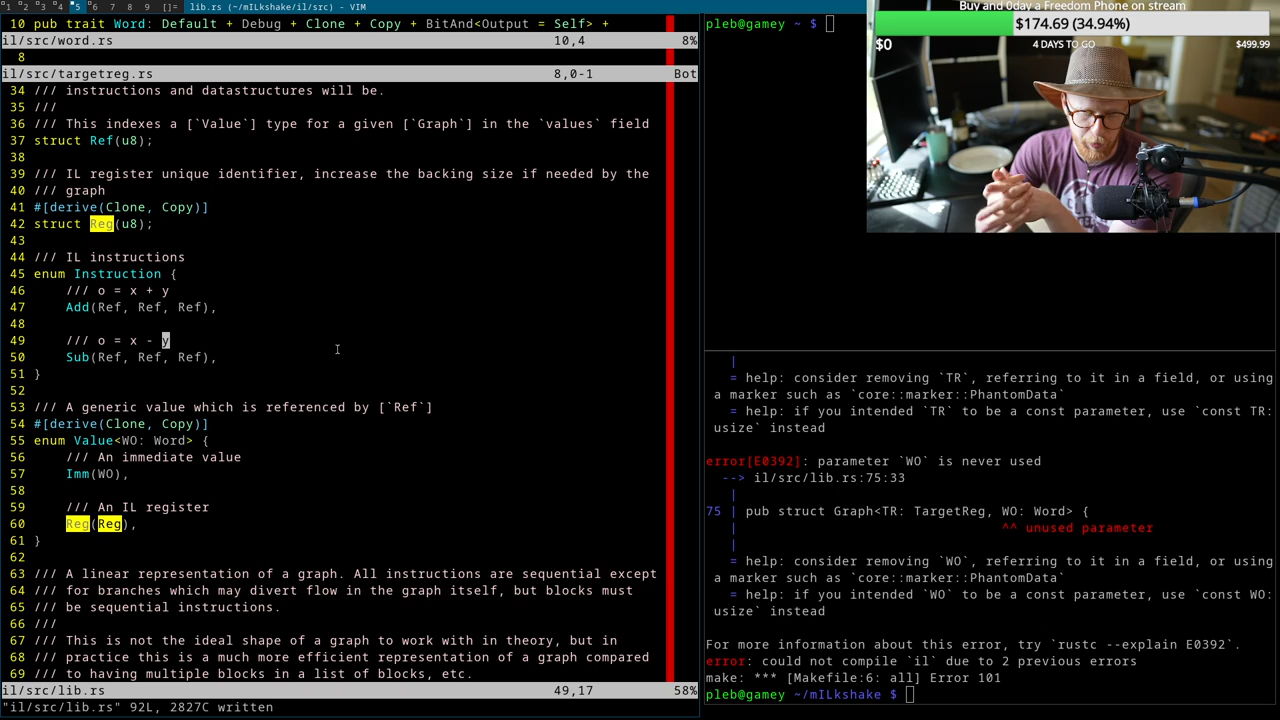 1 2 3 4 5 6 7 8 9 []= lib.rs (~/mILkshake/il/src) - VIM
10 pub trait Word: Default + Debug + Clone + Copy + BitAnd<Output = Self> +
il/src/word.rs 10,4 8%
8
il/src/targetreg.rs 8,0-1 Bot
34 /// instructions and datastructures will be.
35 ///
36 /// This indexes a [`Value`] type for a given [`Graph`] in the `values` field
37 struct Ref(u8);
38
39 /// IL register unique identifier, increase the backing size if needed by the
40 /// graph
41 #[derive(Clone, Copy)]
42 struct Reg(u8);
43
44 /// IL instructions
45 enum Instruction {
46 /// o = x + y
47 Add(Ref, Ref, Ref),
48
49 /// o = x - y
50 Sub(Ref, Ref, Ref),
51 }
52
53 /// A generic value which is referenced by [`Ref`]
54 #[derive(Clone, Copy)]
55 enum Value<WO: Word> {
56 /// An immediate value
57 Imm(WO),
58
59 /// An IL register
60 Reg(Reg),
61 }
62
63 /// A linear representation of a graph. All instructions are sequential except
64 /// for branches which may divert flow in the graph itself, but blocks must
65 /// be sequential instructions.
66 ///
67 /// This is not the ideal shape of a graph to work with in theory, but in
68 /// practice this is a much more efficient representation of a graph compared
69 /// to having multiple blocks in a list of blocks, etc.
il/src/lib.rs 49,17 58%
"il/src/lib.rs" 92L, 2827C written
pleb@gamey ~ $
Buy and 0day a Freedom Phone on stream
$174.69 (34.94%)
$0 4 DAYS TO GO $499.99
|
= help: consider removing `TR`, referring to it in a field, or using
a marker such as `core::marker::PhantomData`
= help: if you intended `TR` to be a const parameter, use `const TR:
usize` instead
error[E0392]: parameter `WO` is never used
--> il/src/lib.rs:75:33
|
75 | pub struct Graph<TR: TargetReg, WO: Word> {
| ^^ unused parameter
|
= help: consider removing `WO`, referring to it in a field, or using
a marker such as `core::marker::PhantomData`
= help: if you intended `WO` to be a const parameter, use `const WO:
usize` instead
For more information about this error, try `rustc --explain E0392`.
error: could not compile `il` due to 2 previous errors
make: *** [Makefile:6: all] Error 101
pleb@gamey ~/mILkshake $